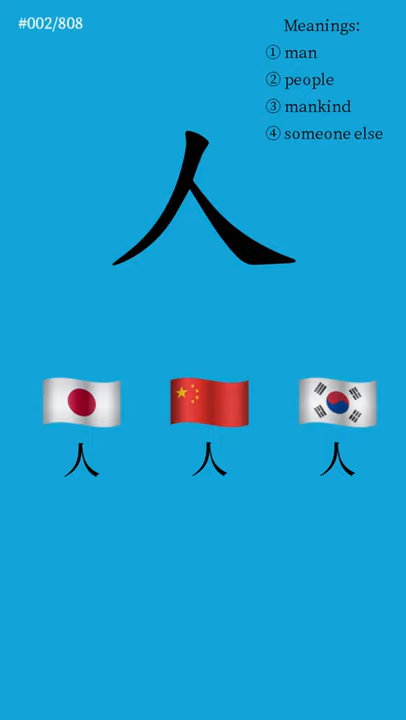 #002/808
Meanings:
① man
② people
③ mankind
④ someone else
人
人 人 人